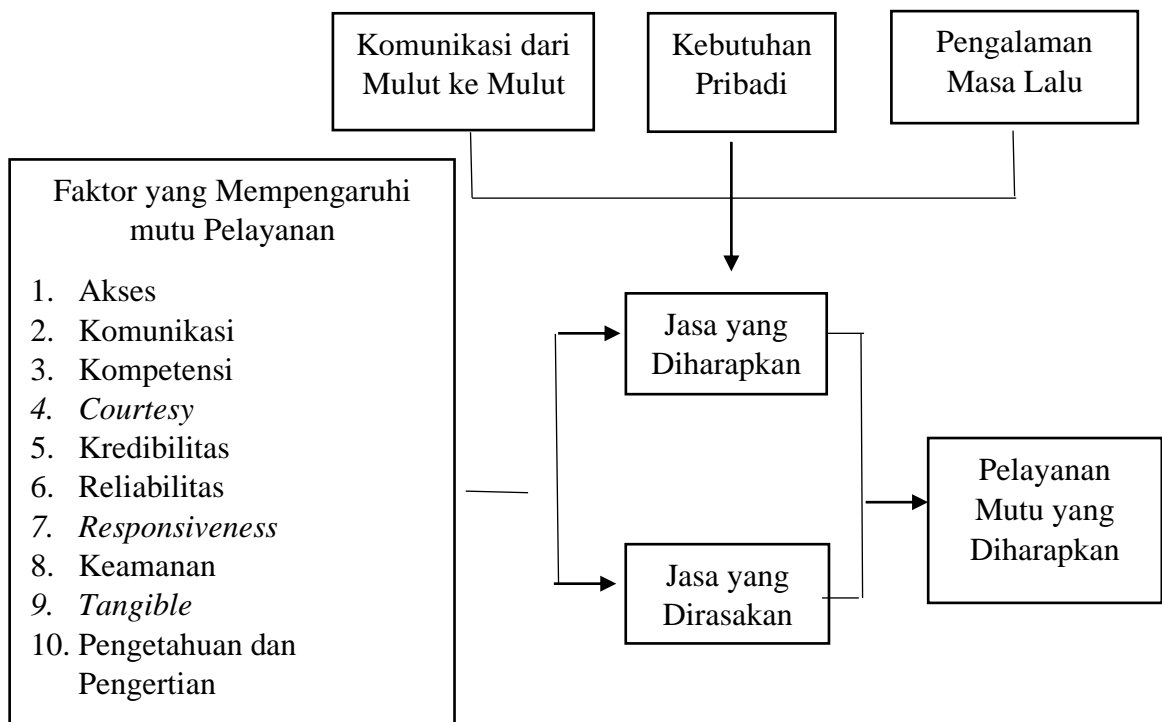 Komunikasi dari
Mulut ke Mulut
Kebutuhan
Pribadi
Pengalaman
Masa Lalu
Faktor yang Mempengaruhi
mutu Pelayanan
1. Akses
2. Komunikasi
3. Kompetensi
4. Courtesy
5. Kredibilitas
6. Reliabilitas
7. Responsiveness
8. Keamanan
9. Tangible
10. Pengetahuan dan
Pengertian
Jasa yang
Diharapkan
Jasa yang
Dirasakan
Pelayanan
Mutu yang
Diharapkan